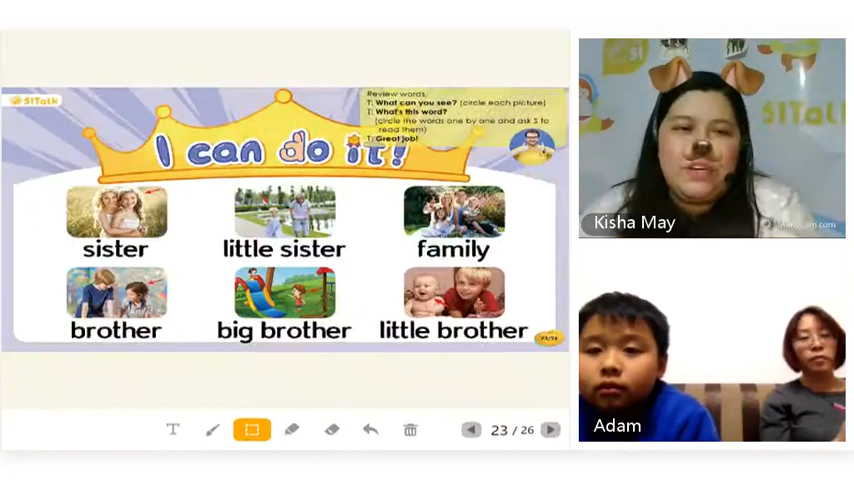 51Talk
Review words.
T: What can you see? (circle each picture)
T: What's this word?
(circle the words one by one and ask S to
read them)
T: Great job!
I can do it!
sister
little sister
family
brother
big brother
little brother
T
23 / 26
51
51Talk
Kisha May
Adam